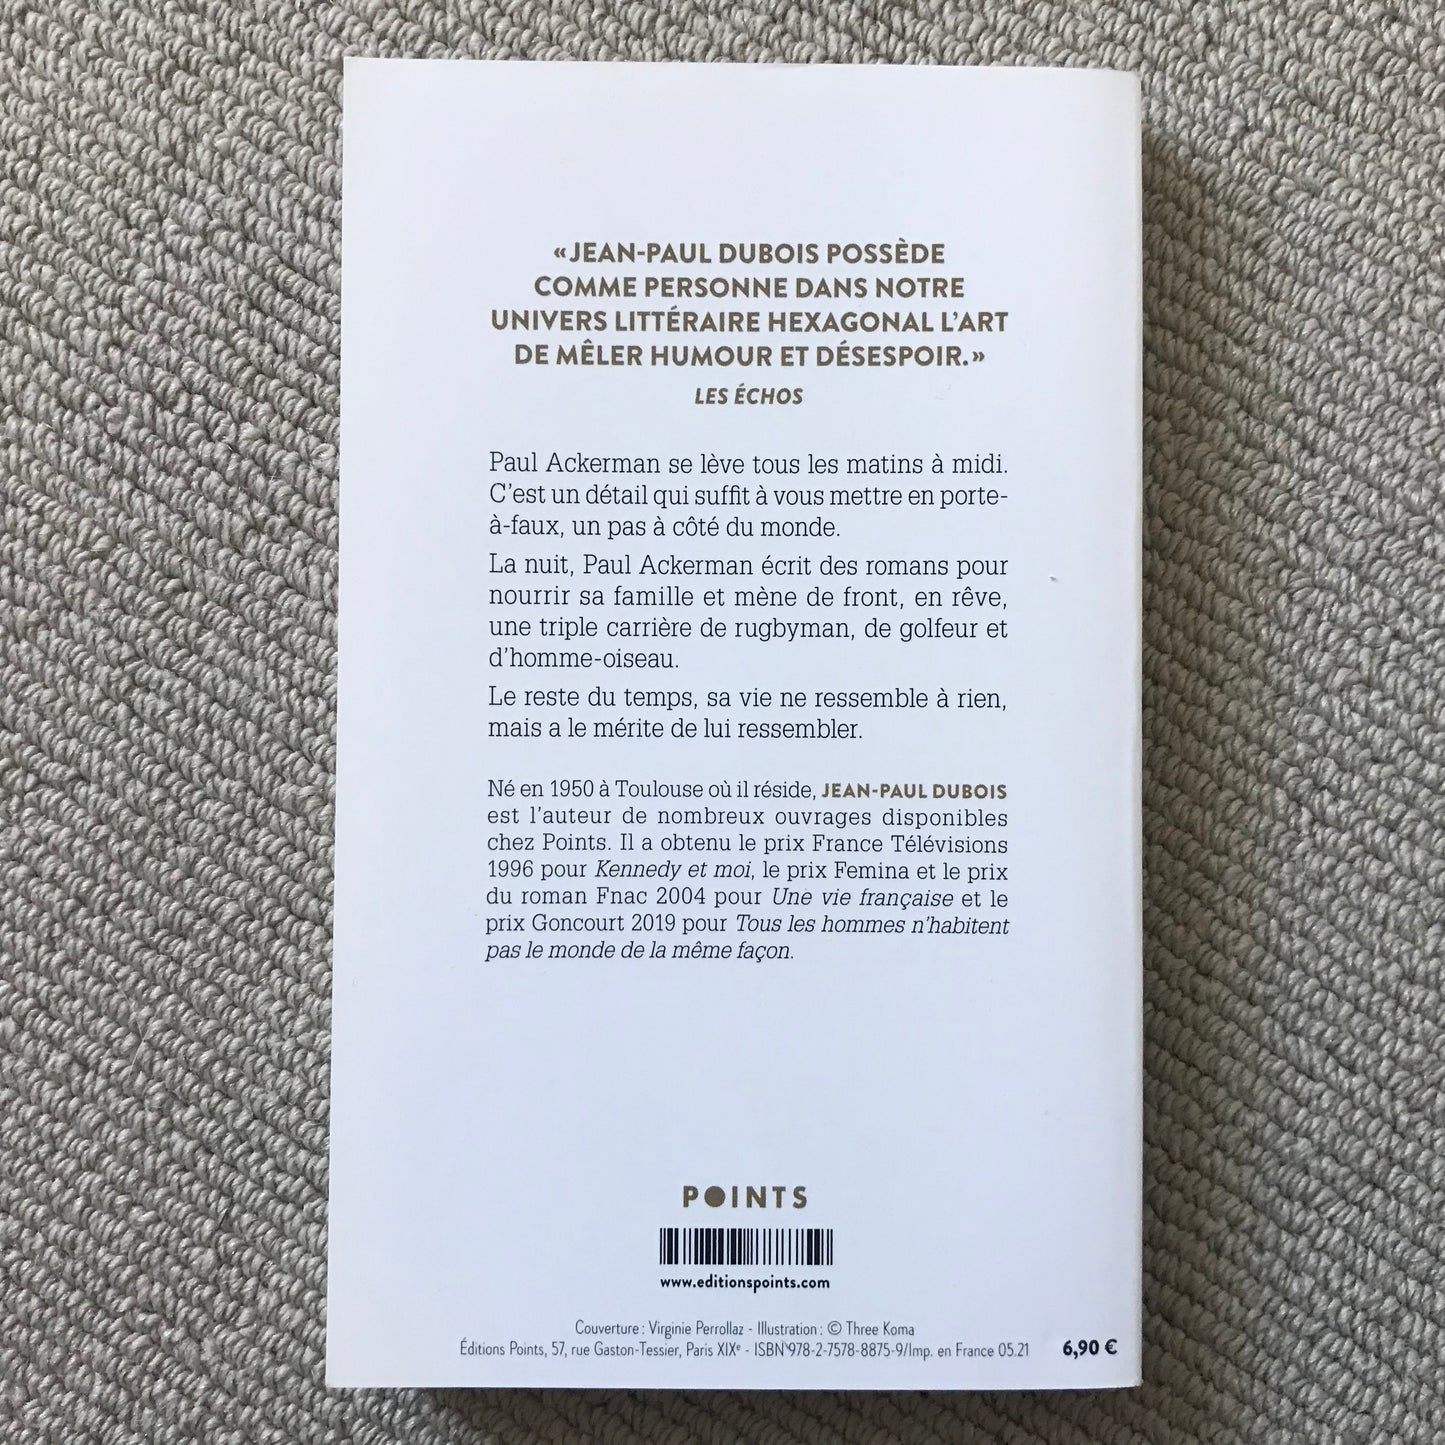 « JEAN-PAUL DUBOIS POSSÈDE
COMME PERSONNE DANS NOTRE
UNIVERS LITTÉRAIRE HEXAGONAL L'ART
DE MÊLER HUMOUR ET DÉSESPOIR. »
LES ÉCHOS
Paul Ackerman se lève tous les matins à midi.
C'est un détail qui suffit à vous mettre en porte-
à-faux, un pas à côté du monde.
La nuit, Paul Ackerman écrit des romans pour
nourrir sa famille et mène de front, en rêve,
une triple carrière de rugbyman, de golfeur et
d'homme-oiseau.
Le reste du temps, sa vie ne ressemble à rien,
mais a le mérite de lui ressembler.
Né en 1950 à Toulouse où il réside, JEAN-PAUL DUBOIS
est l'auteur de nombreux ouvrages disponibles
chez Points. Il a obtenu le prix France Télévisions
1996 pour Kennedy et moi, le prix Femina et le prix
du roman Fnac 2004 pour Une vie française et le
prix Goncourt 2019 pour Tous les hommes n'habitent
pas le monde de la même façon.
POINTS
www.editionspoints.com
Couverture : Virginie Perrollaz - Illustration : © Three Koma
Éditions Points, 57, rue Gaston-Tessier, Paris XIXe - ISBN 978-2-7578-8875-9/Imp. en France 05.21 6,90 €